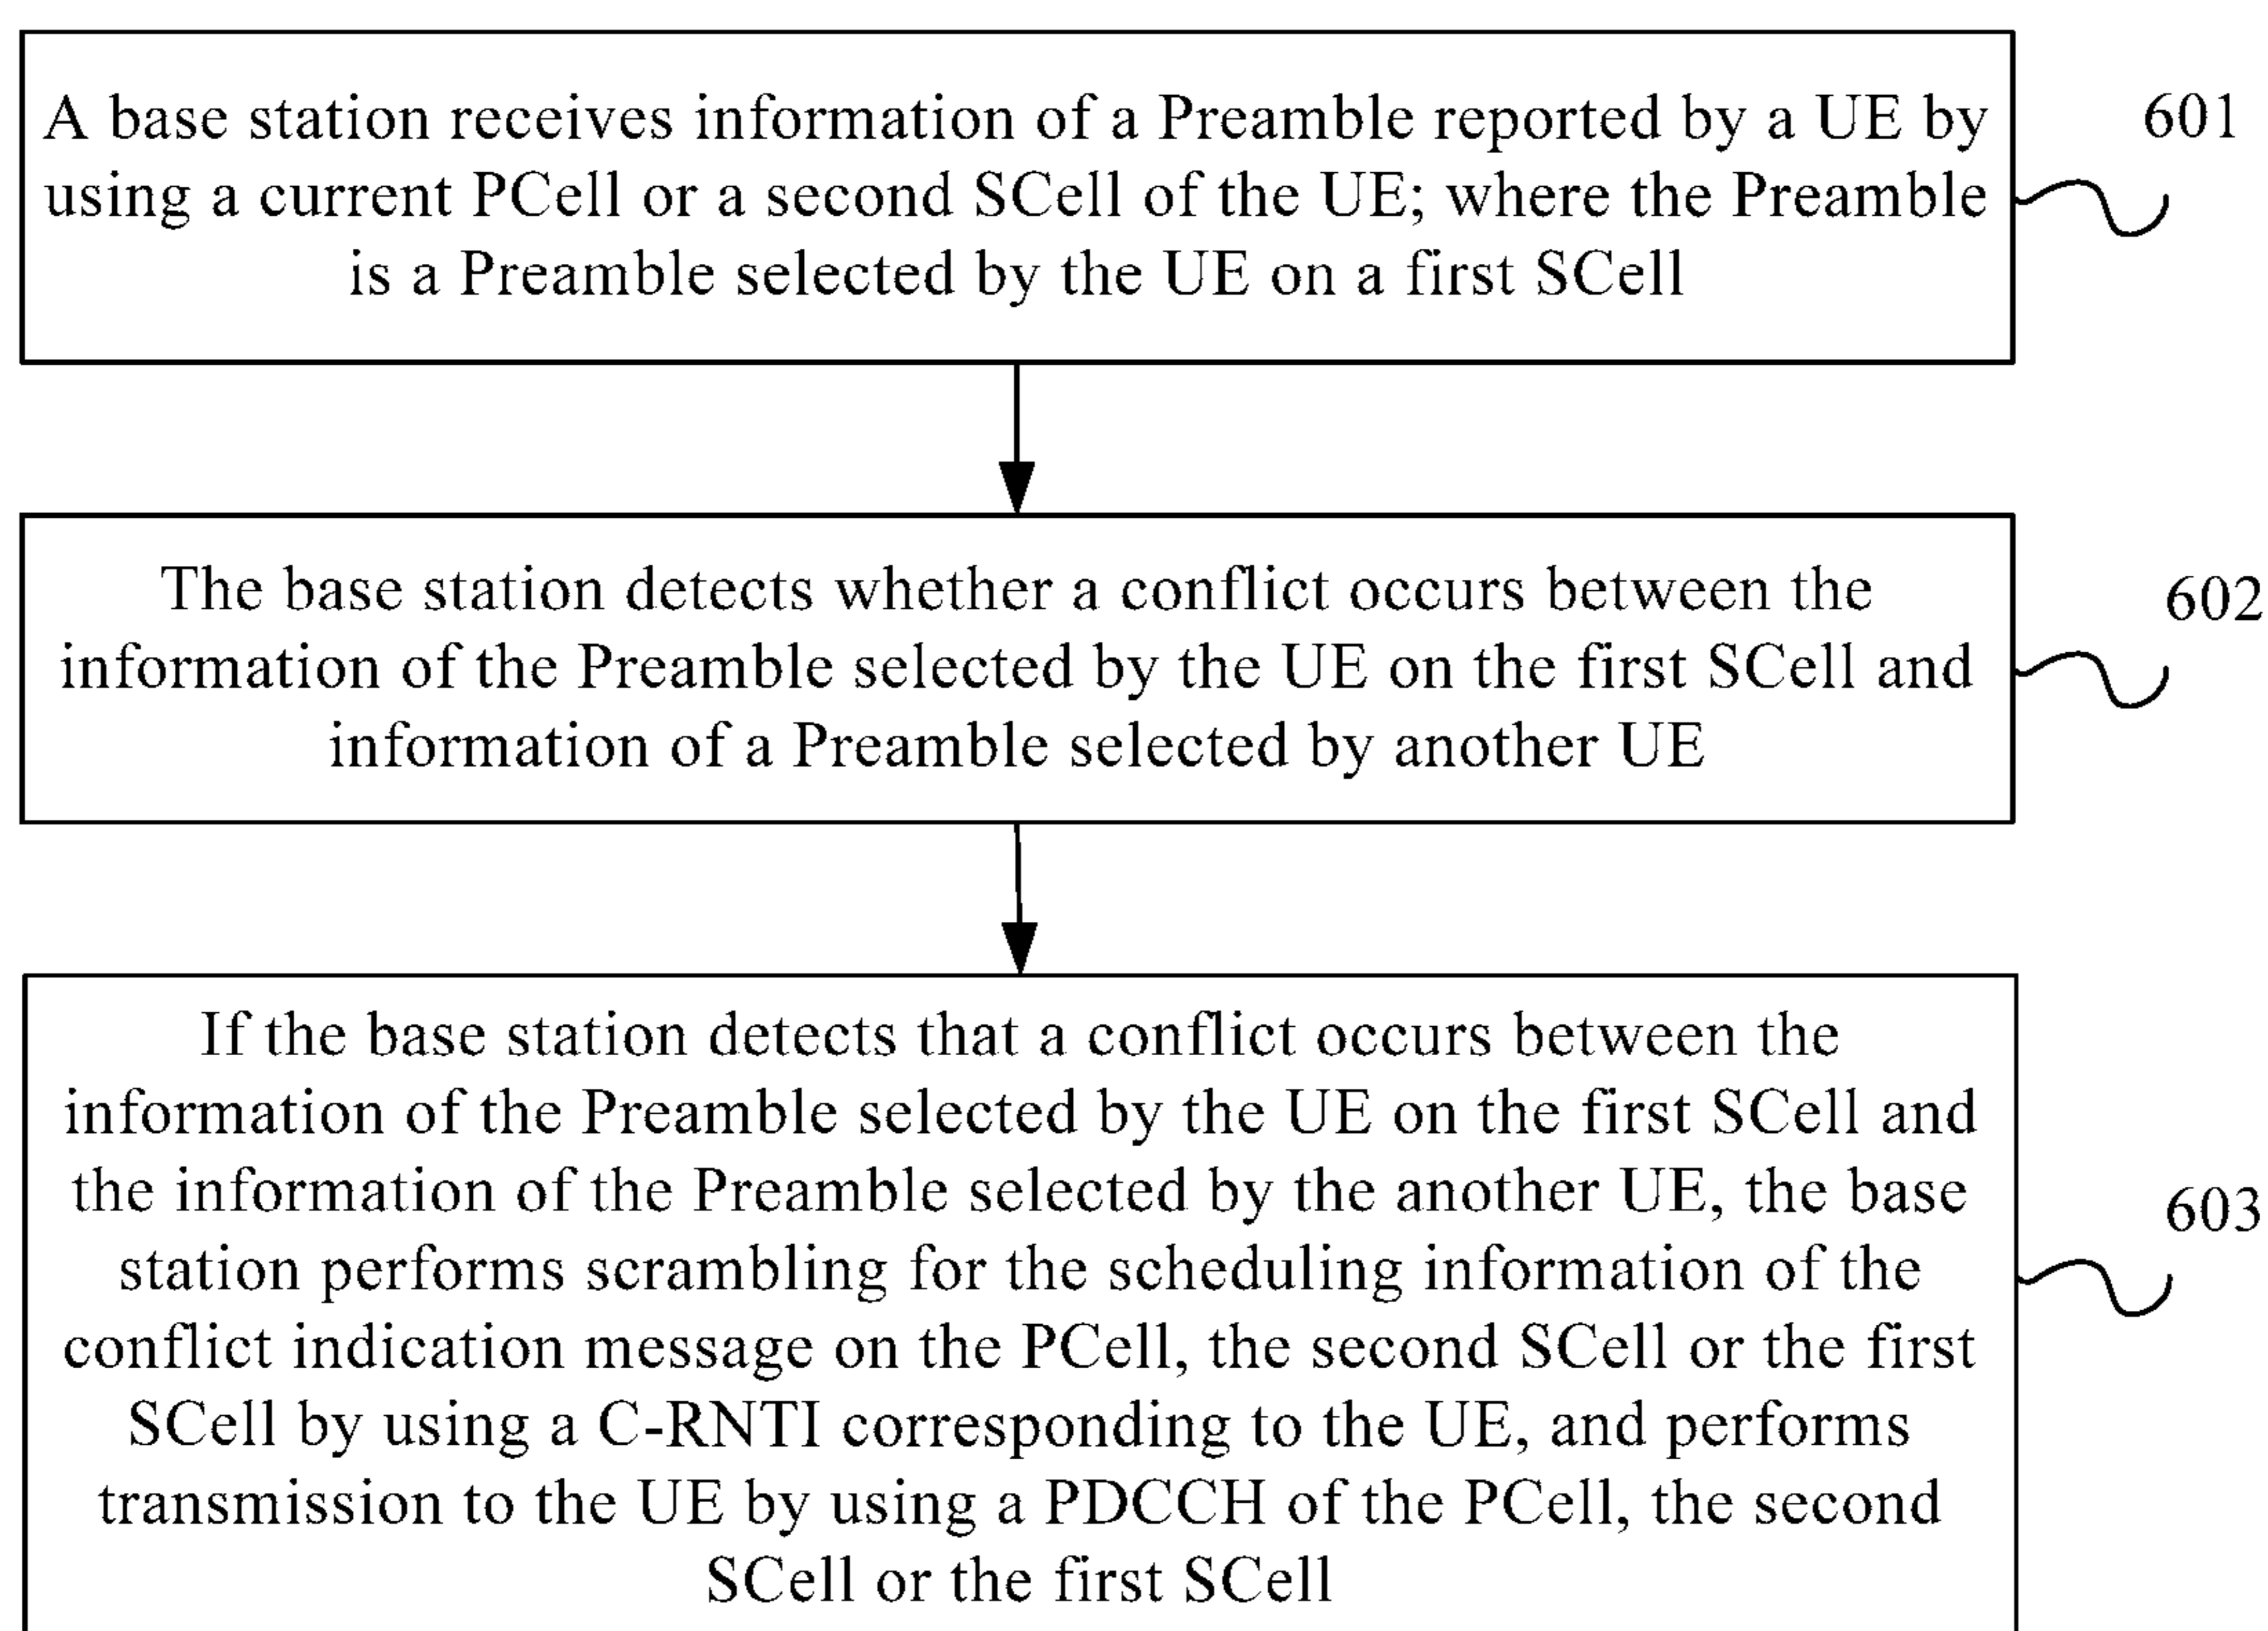 A base station receives information of a Preamble reported by a UE by
using a current PCell or a second SCell of the UE; where the Preamble
is a Preamble selected by the UE on a first SCell
601
The base station detects whether a conflict occurs between the
information of the Preamble selected by the UE on the first SCell and
information of a Preamble selected by another UE
602
If the base station detects that a conflict occurs between the
information of the Preamble selected by the UE on the first SCell and
the information of the Preamble selected by the another UE, the base
station performs scrambling for the scheduling information of the
conflict indication message on the PCell, the second SCell or the first
SCell by using a C-RNTI corresponding to the UE, and performs
transmission to the UE by using a PDCCH of the PCell, the second
SCell or the first SCell
603